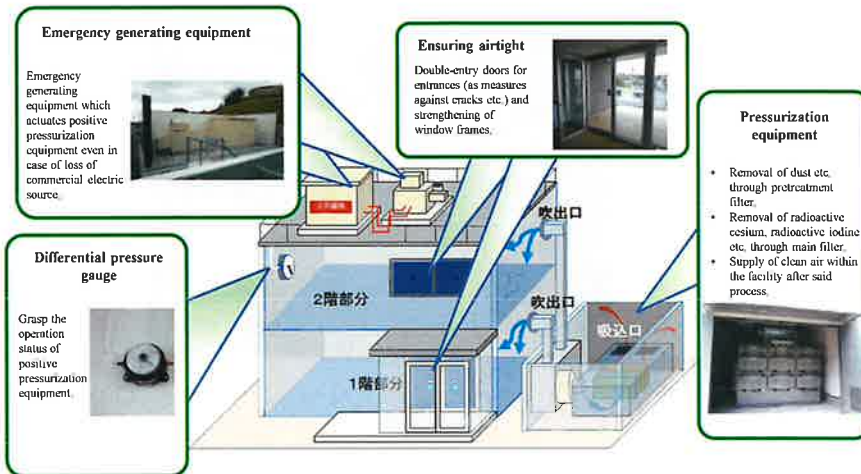 Emergency generating equipment
Emergency
generating
equipment which
actuates positive
pressurization
equipment even in
case of loss of
commercial electric
source.
Ensuring airtight
Double-entry doors for
entrances (as measures
against cracks etc.) and
strengthening of
window frames.
Pressurization
equipment
• Removal of dust etc.
through pretreatment
filter.
• Removal of radioactive
cesium, radioactive iodine
etc. through main filter.
• Supply of clean air within
the facility after said
process.
Differential pressure
gauge
Grasp the
operation
status of
positive
pressurization
equipment.
吹出口
2階部分
吹出口
吸込口
1階部分